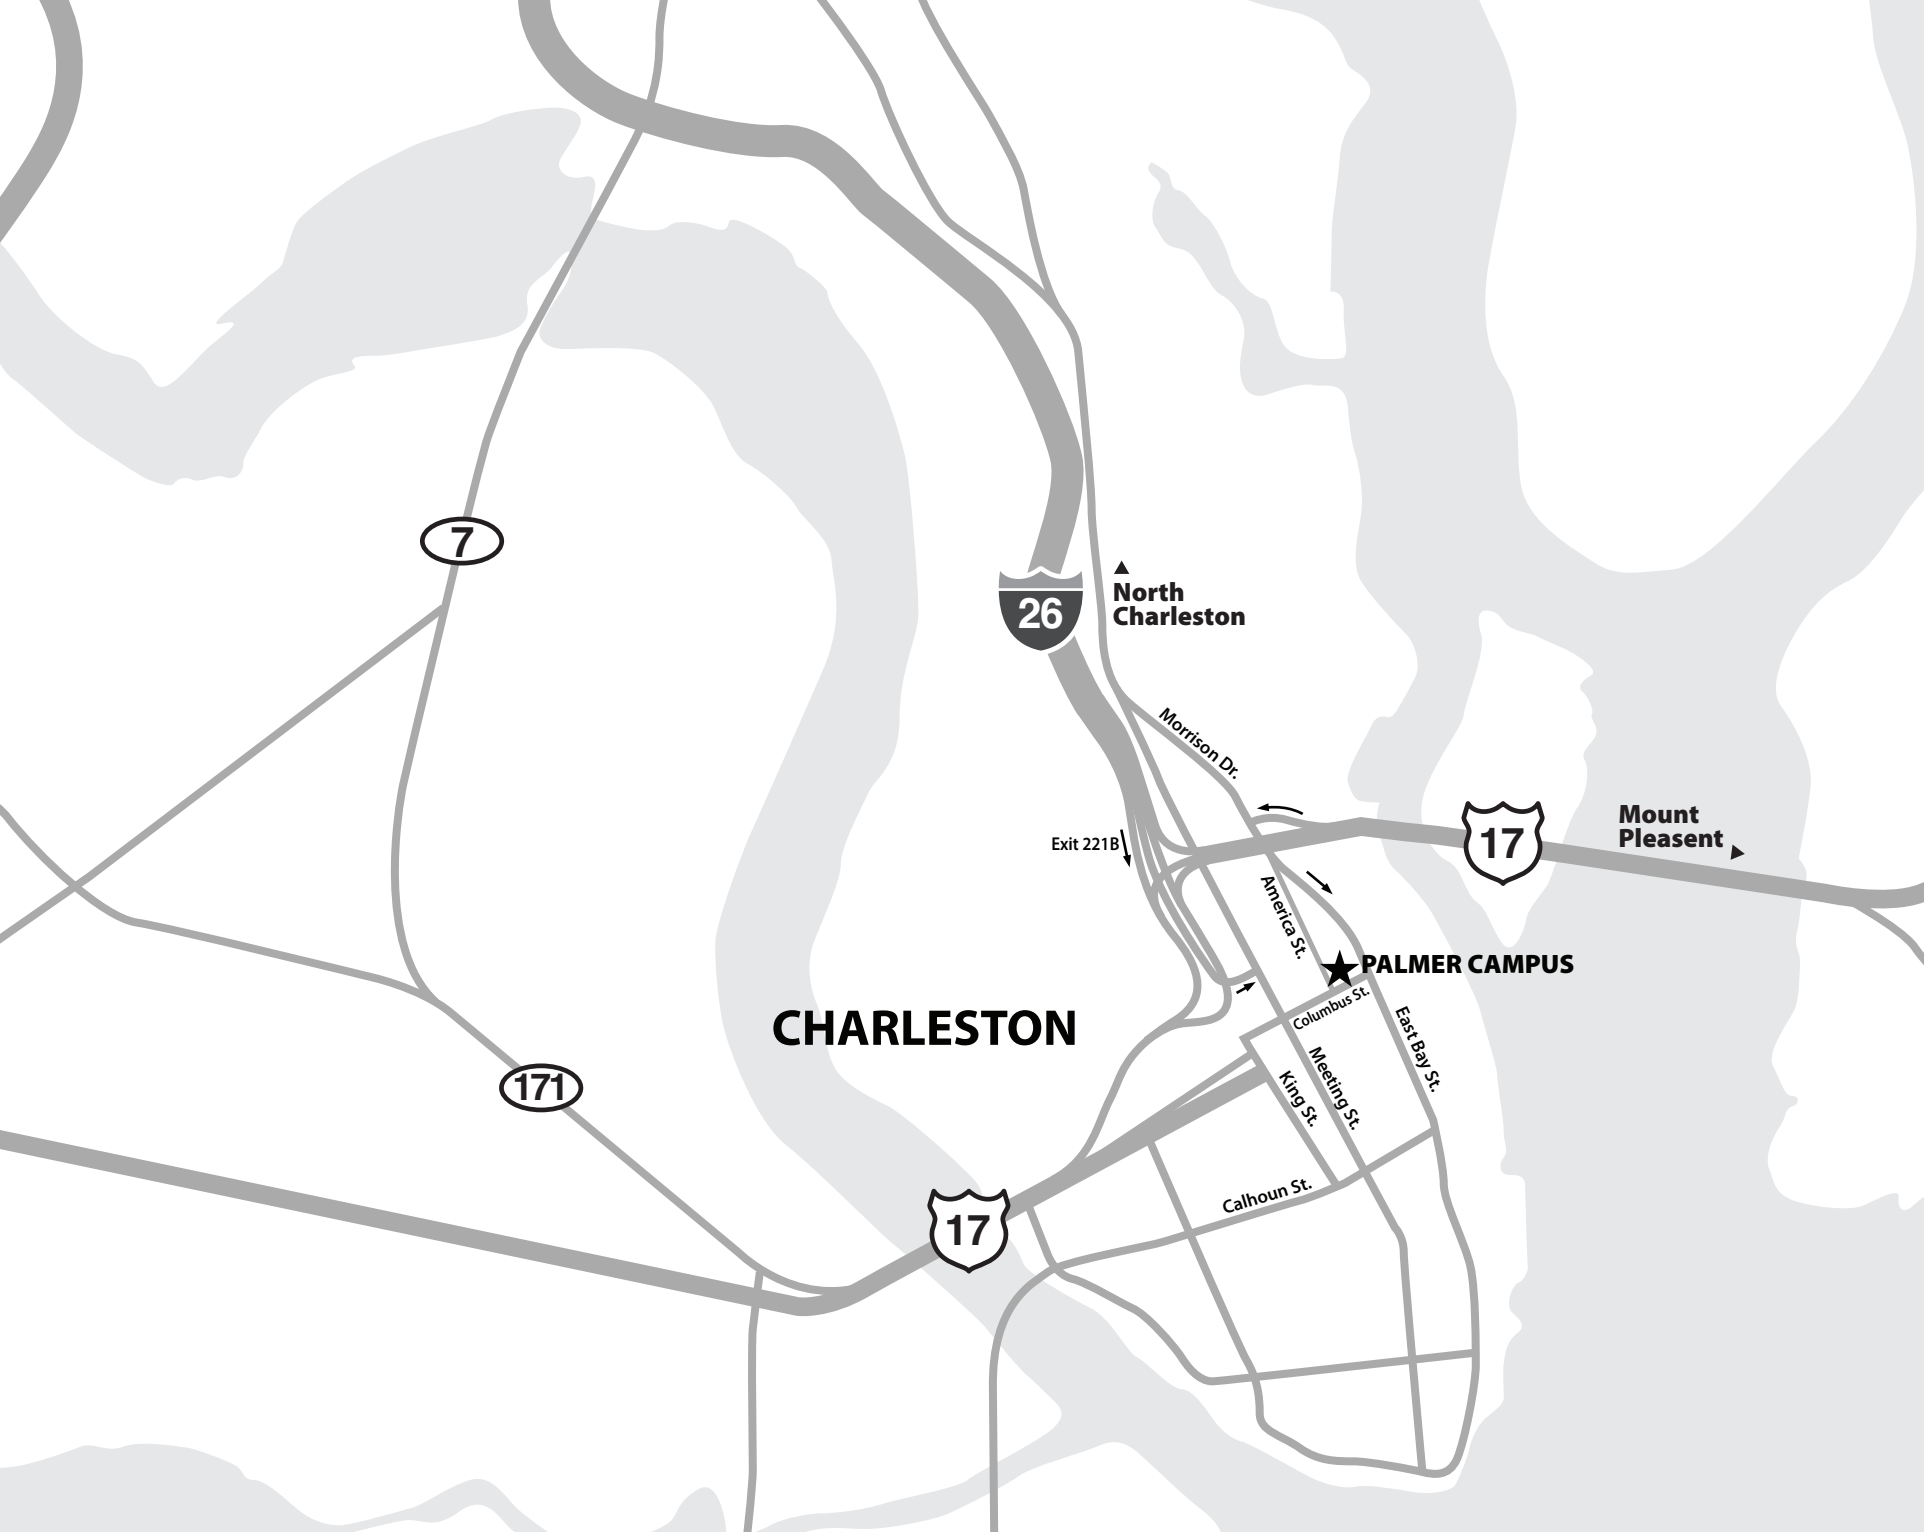 7
26
▲
North
Charleston
Morrison Dr.
Exit 221B
17
Mount
Pleasent ▶
America St.
PALMER CAMPUS
Columbus St.
CHARLESTON
East Bay St.
Meeting St.
King St.
171
Calhoun St.
17